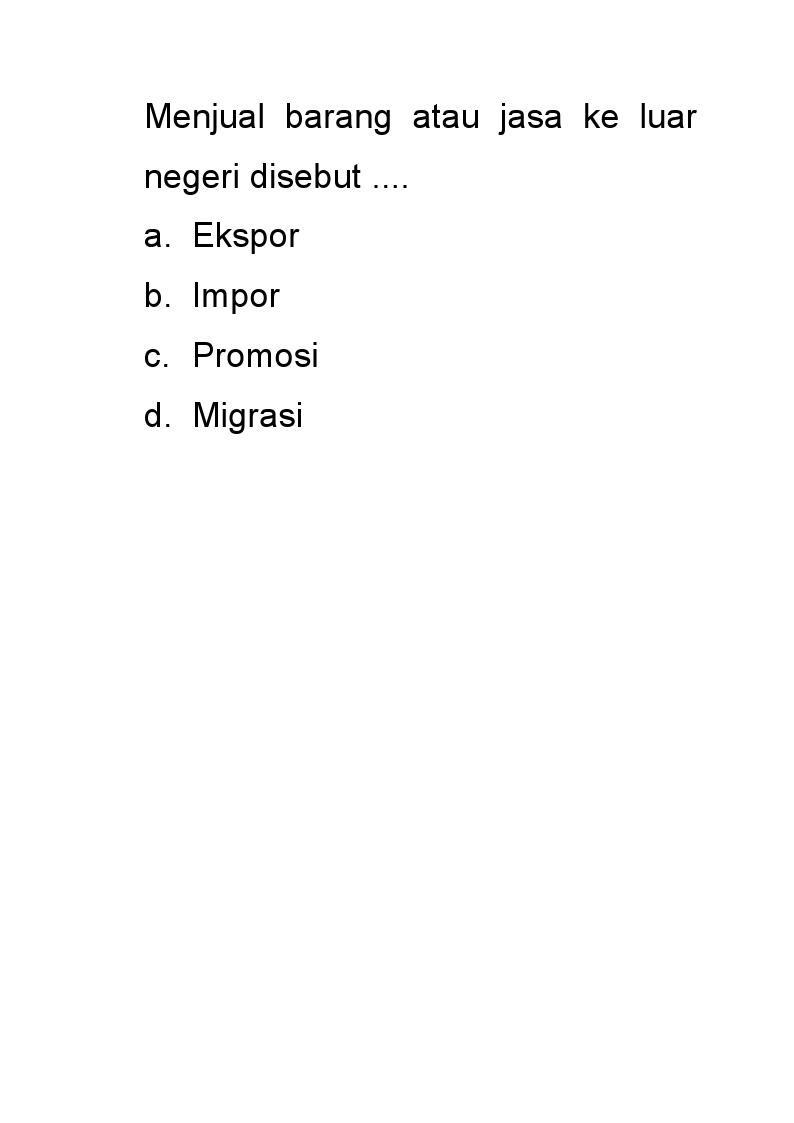 Menjual barang atau jasa ke luar
negeri disebut ....
a. Ekspor
b. Impor
c. Promosi
d. Migrasi